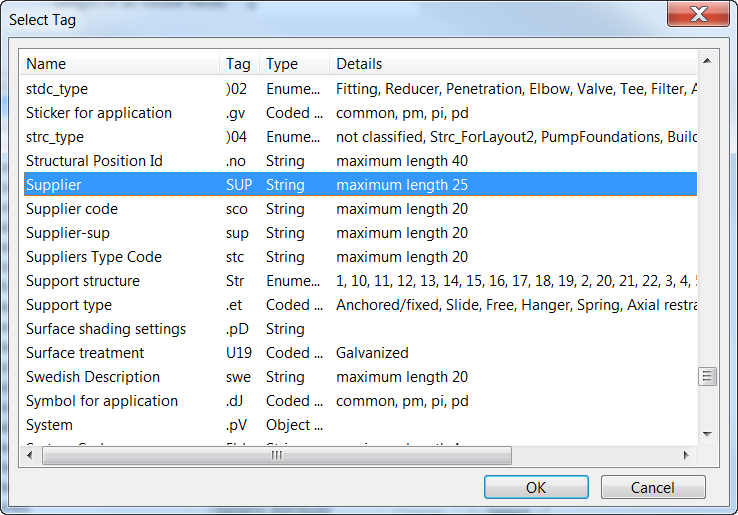 Select Tag
Name Tag Type Details
stdc_type )02 Enume... Fitting, Reducer, Penetration, Elbow, Valve, Tee, Filter, A
Sticker for application .gv Coded ... common, pm, pi, pd
strc_type )04 Enume... not classified, Strc_ForLayout2, PumpFoundations, Build
Structural Position Id .no String maximum length 40
Supplier SUP String maximum length 25
Supplier code sco String maximum length 20
Supplier-sup sup String maximum length 20
Suppliers Type Code stc String maximum length 20
Support structure Str Enume... 1, 10, 11, 12, 13, 14, 15, 16, 17, 18, 19, 2, 20, 21, 22, 3, 4, 5
Support type .et Coded ... Anchored/fixed, Slide, Free, Hanger, Spring, Axial restra
Surface shading settings .pD String
Surface treatment U19 Coded ... Galvanized
Swedish Description swe String maximum length 20
Symbol for application .dJ Coded ... common, pm, pi, pd
System .pV Object ...
OK Cancel